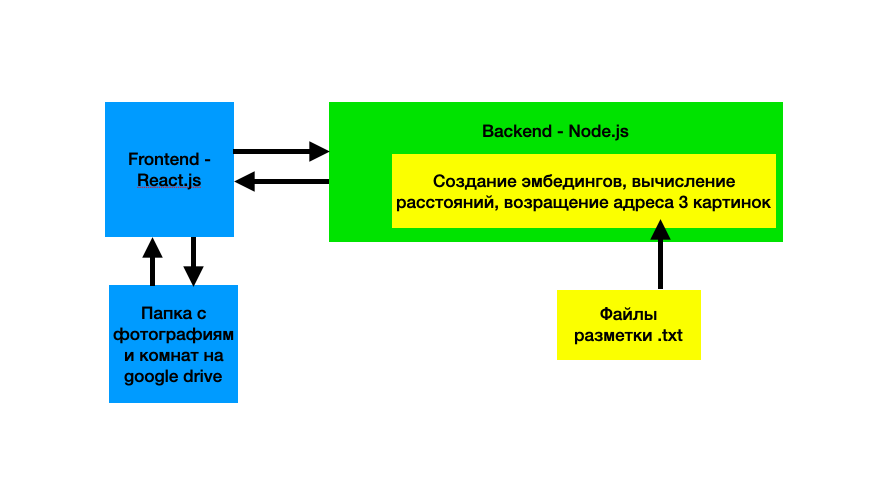 Frontend -
React.js
Backend - Node.js
Создание эмбедингов, вычисление
расстояний, возращение адреса 3 картинок
Папка с
фотографиям
и комнат на
google drive
Файлы
разметки .txt